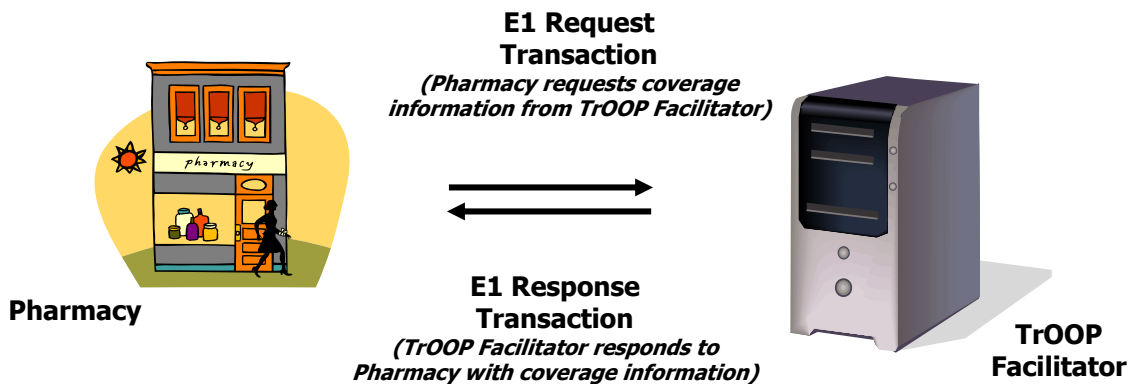 E1 Request
Transaction
(Pharmacy requests coverage
information from TrOOP Facilitator)
pharmacy
Pharmacy
E1 Response
Transaction
(TrOOP Facilitator responds to
Pharmacy with coverage information)
TrOOP
Facilitator